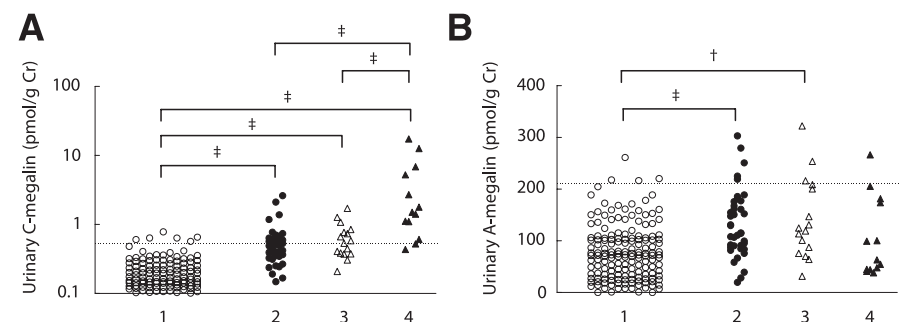 A
B
Urinary C-megalin (pmol/g Cr)
100
10
1
0.1
‡
‡
‡
‡
‡
1 2 3 4
Urinary A-megalin (pmol/g Cr)
400
300
200
100
0
†
‡
1 2 3 4